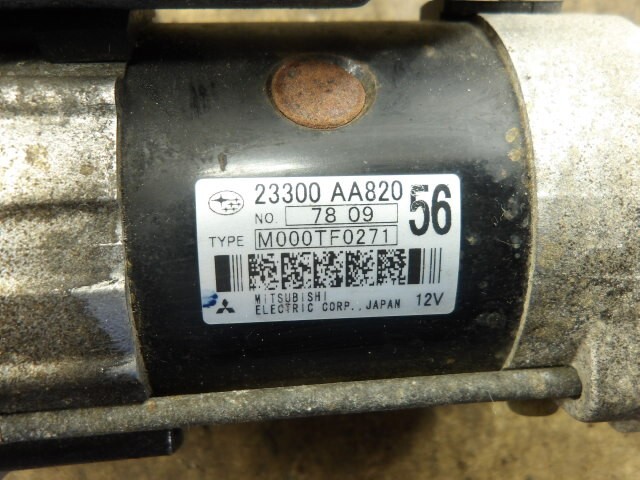 23300 AA820
56
NO. 78 09
TYPE M000TF0271
MITSUBISHI
ELECTRIC CORP., JAPAN 12V